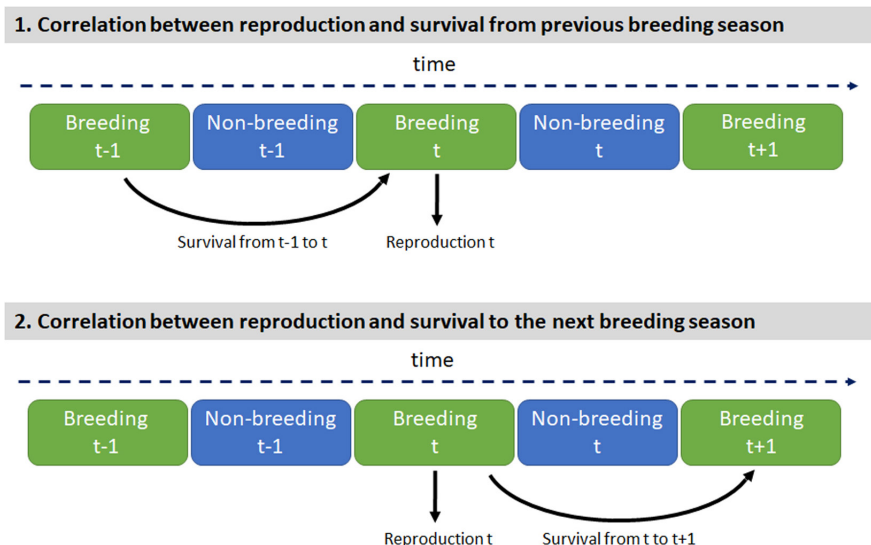 1. Correlation between reproduction and survival from previous breeding season
time
Breeding
t-1
Non-breeding
t-1
Breeding
t
Non-breeding
t
Breeding
t+1
Survival from t-1 to t
Reproduction t
2. Correlation between reproduction and survival to the next breeding season
time
Breeding
t-1
Non-breeding
t-1
Breeding
t
Non-breeding
t
Breeding
t+1
Reproduction t
Survival from t to t+1